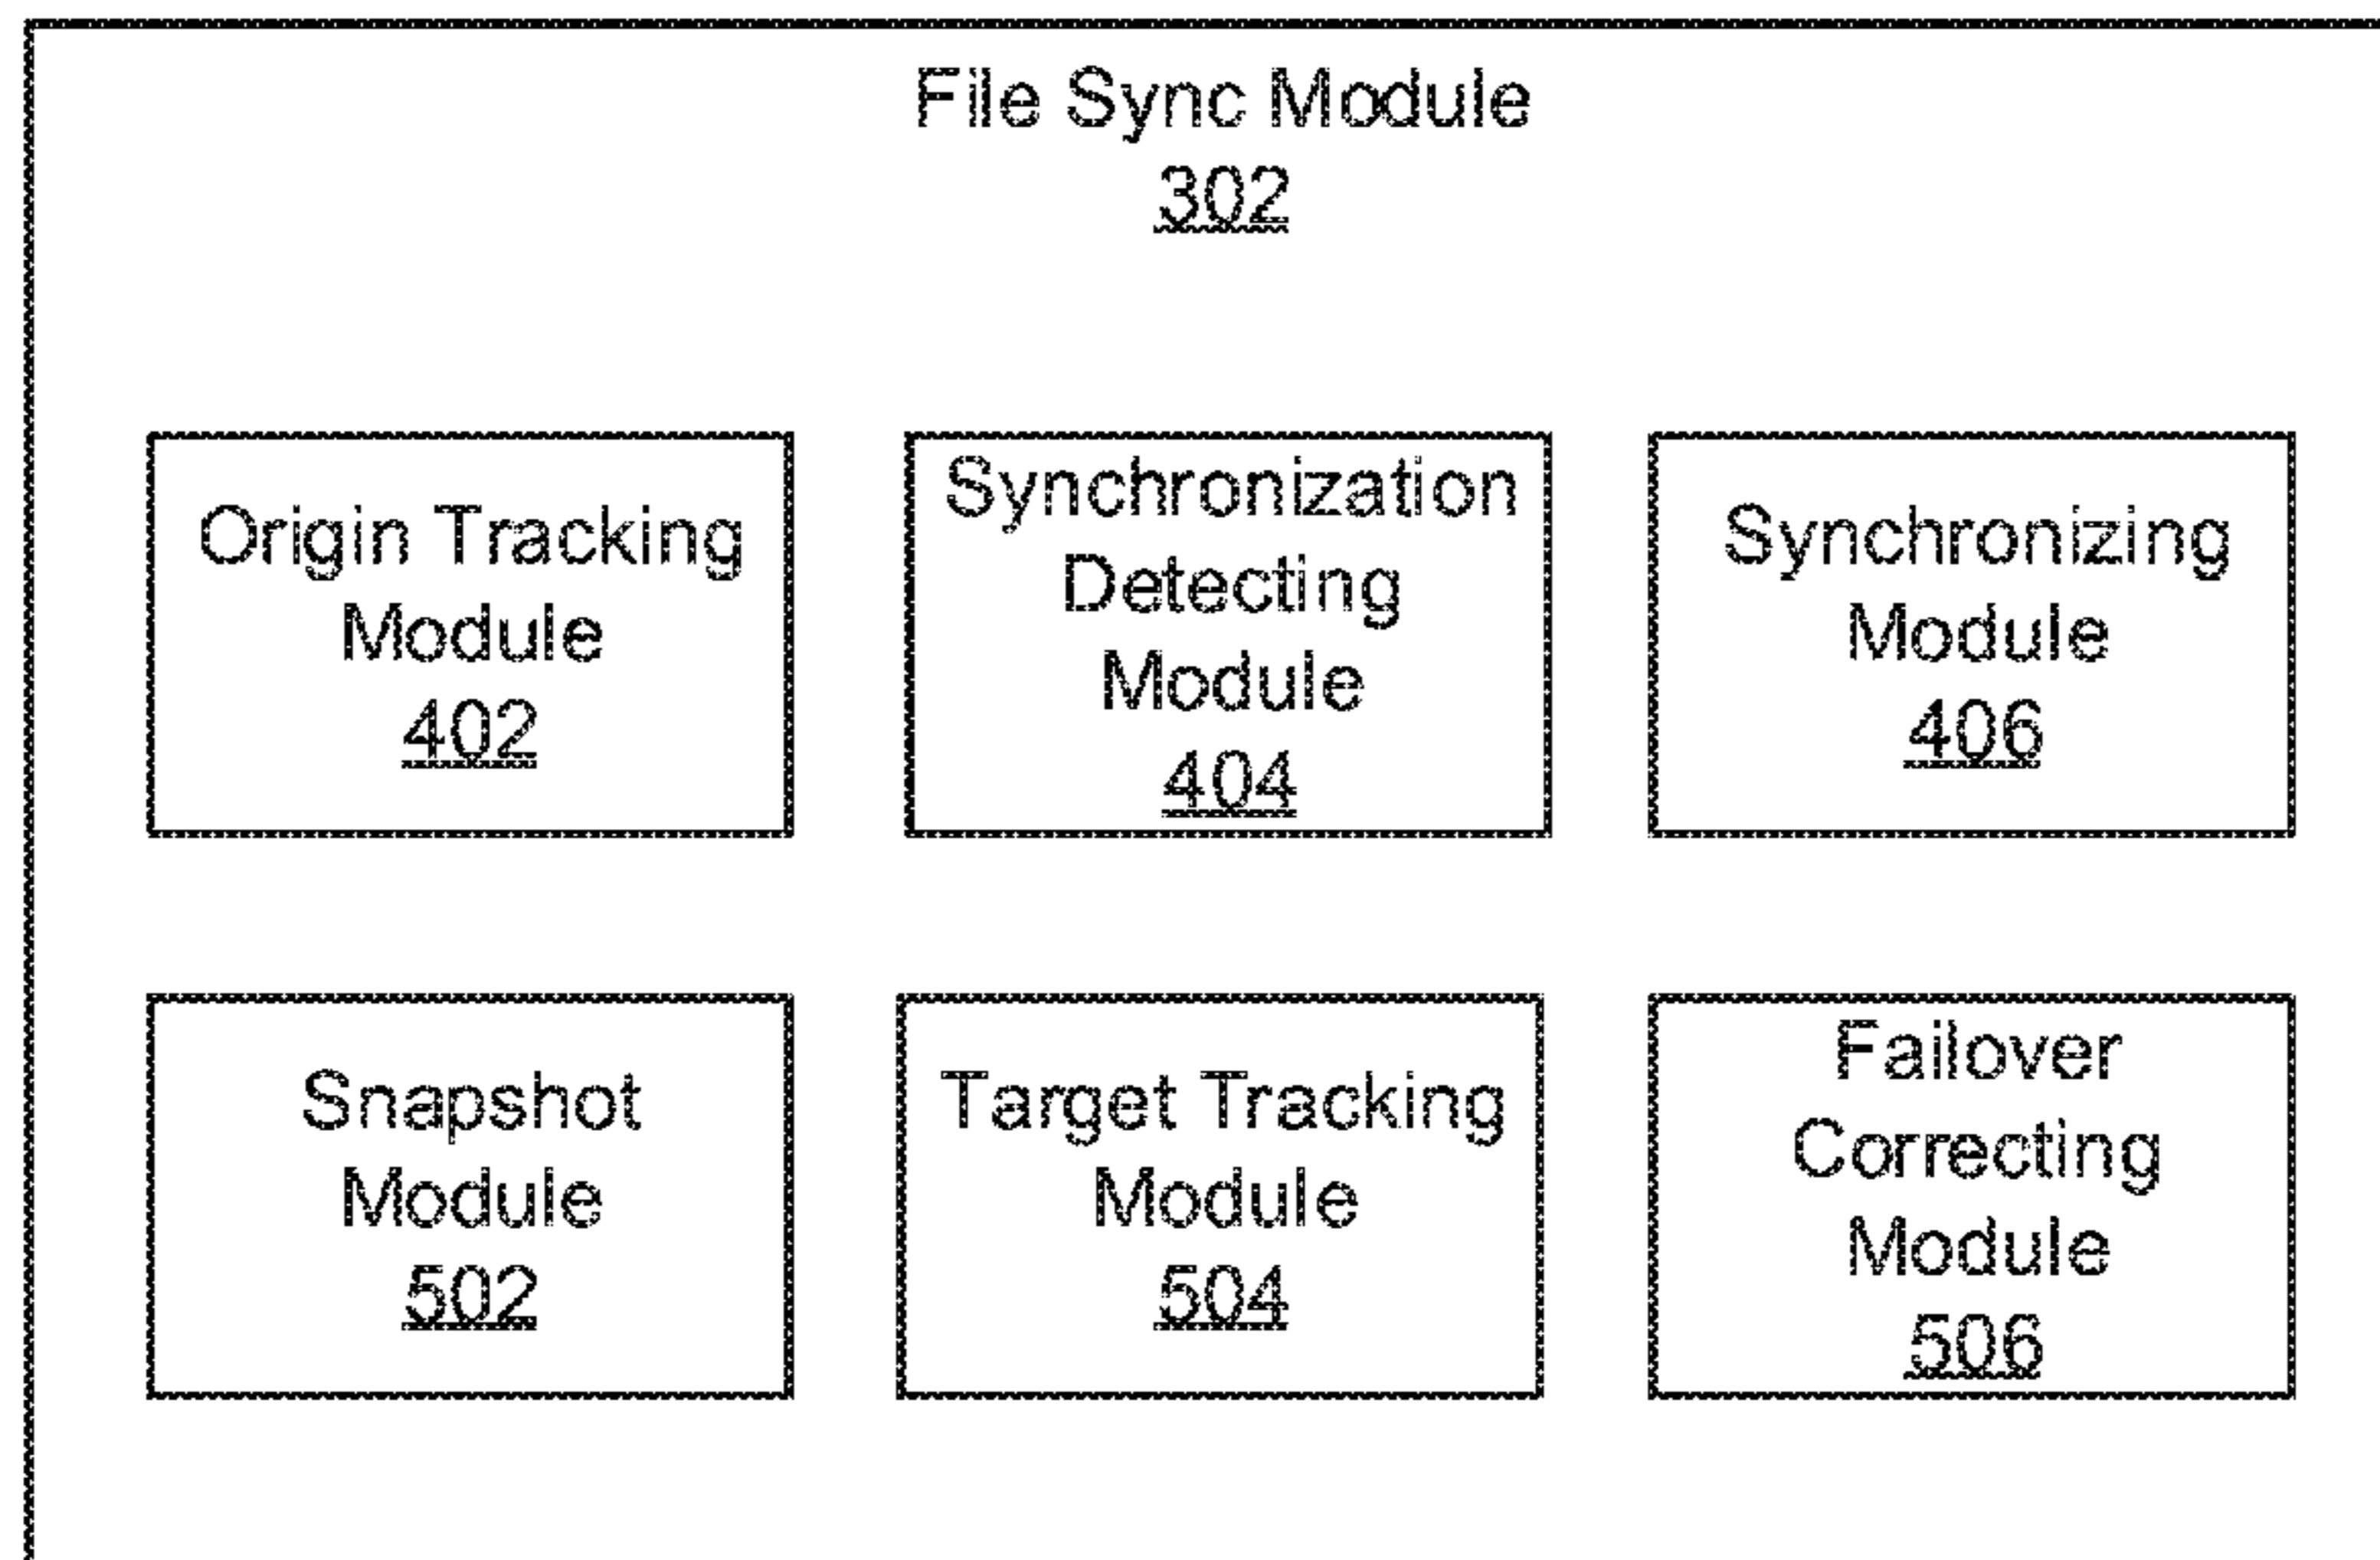 File Sync Module
302
Origin Tracking
Module
402
Synchronization
Detecting
Module
404
Synchronizing
Module
406
Snapshot
Module
502
Target Tracking
Module
504
Failover
Correcting
Module
506